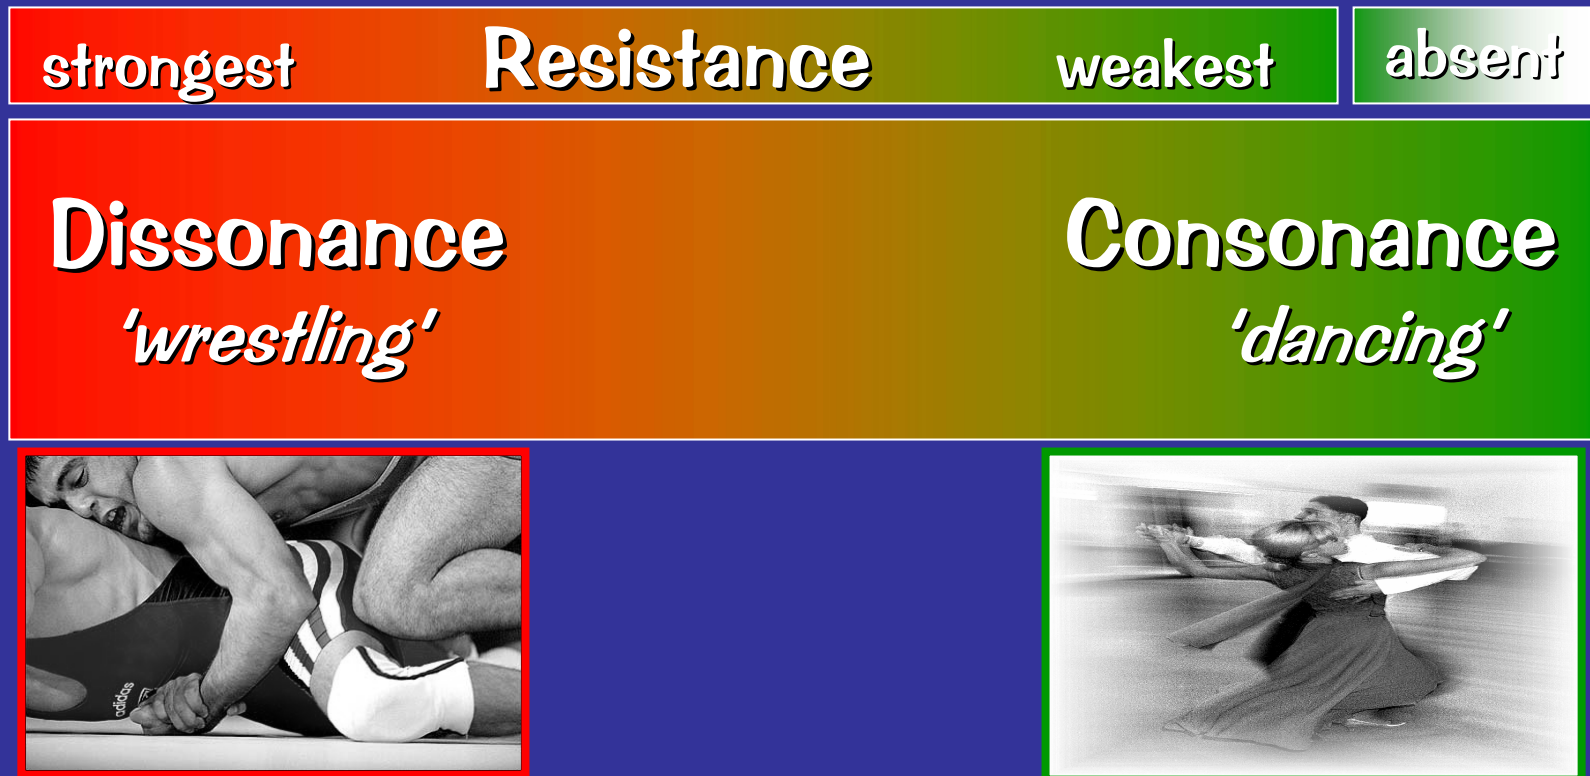 strongest Resistance weakest absent
Dissonance Consonance
'wrestling' 'dancing'
adidas